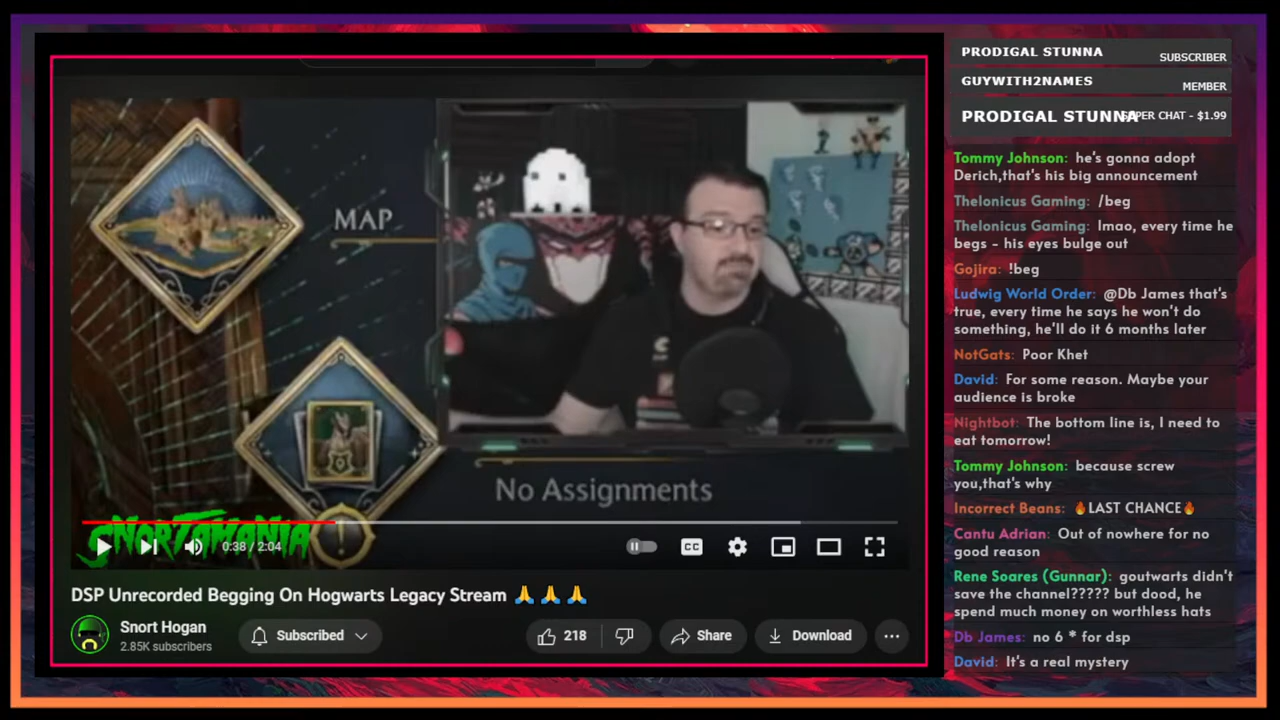 MAP
No Assignments
SNORTAMANIA
0:38 / 2:04
CC
DSP Unrecorded Begging On Hogwarts Legacy Stream 🙏 🙏 🙏
Snort Hogan
2.85K subscribers
Subscribed
218
Share
Download
PRODIGAL STUNNA SUBSCRIBER
GUYWITH2NAMES MEMBER
PRODIGAL STUNNA PER CHAT - $1.99
Tommy Johnson: he's gonna adopt
Derich,that's his big announcement
Thelonicus Gaming: /beg
Thelonicus Gaming: lmao, every time he
begs - his eyes bulge out
Gojira: !beg
Ludwig World Order: @Db James that's
true, every time he says he won't do
something, he'll do it 6 months later
NotGats: Poor Khet
David: For some reason. Maybe your
audience is broke
Nightbot: The bottom line is, I need to
eat tomorrow!
Tommy Johnson: because screw
you,that's why
Incorrect Beans: 🔥LAST CHANCE🔥
Cantu Adrian: Out of nowhere for no
good reason
Rene Soares (Gunnar): goutwarts didn't
save the channel????? but dood, he
spend much money on worthless hats
Db James: no 6 * for dsp
David: It's a real mystery